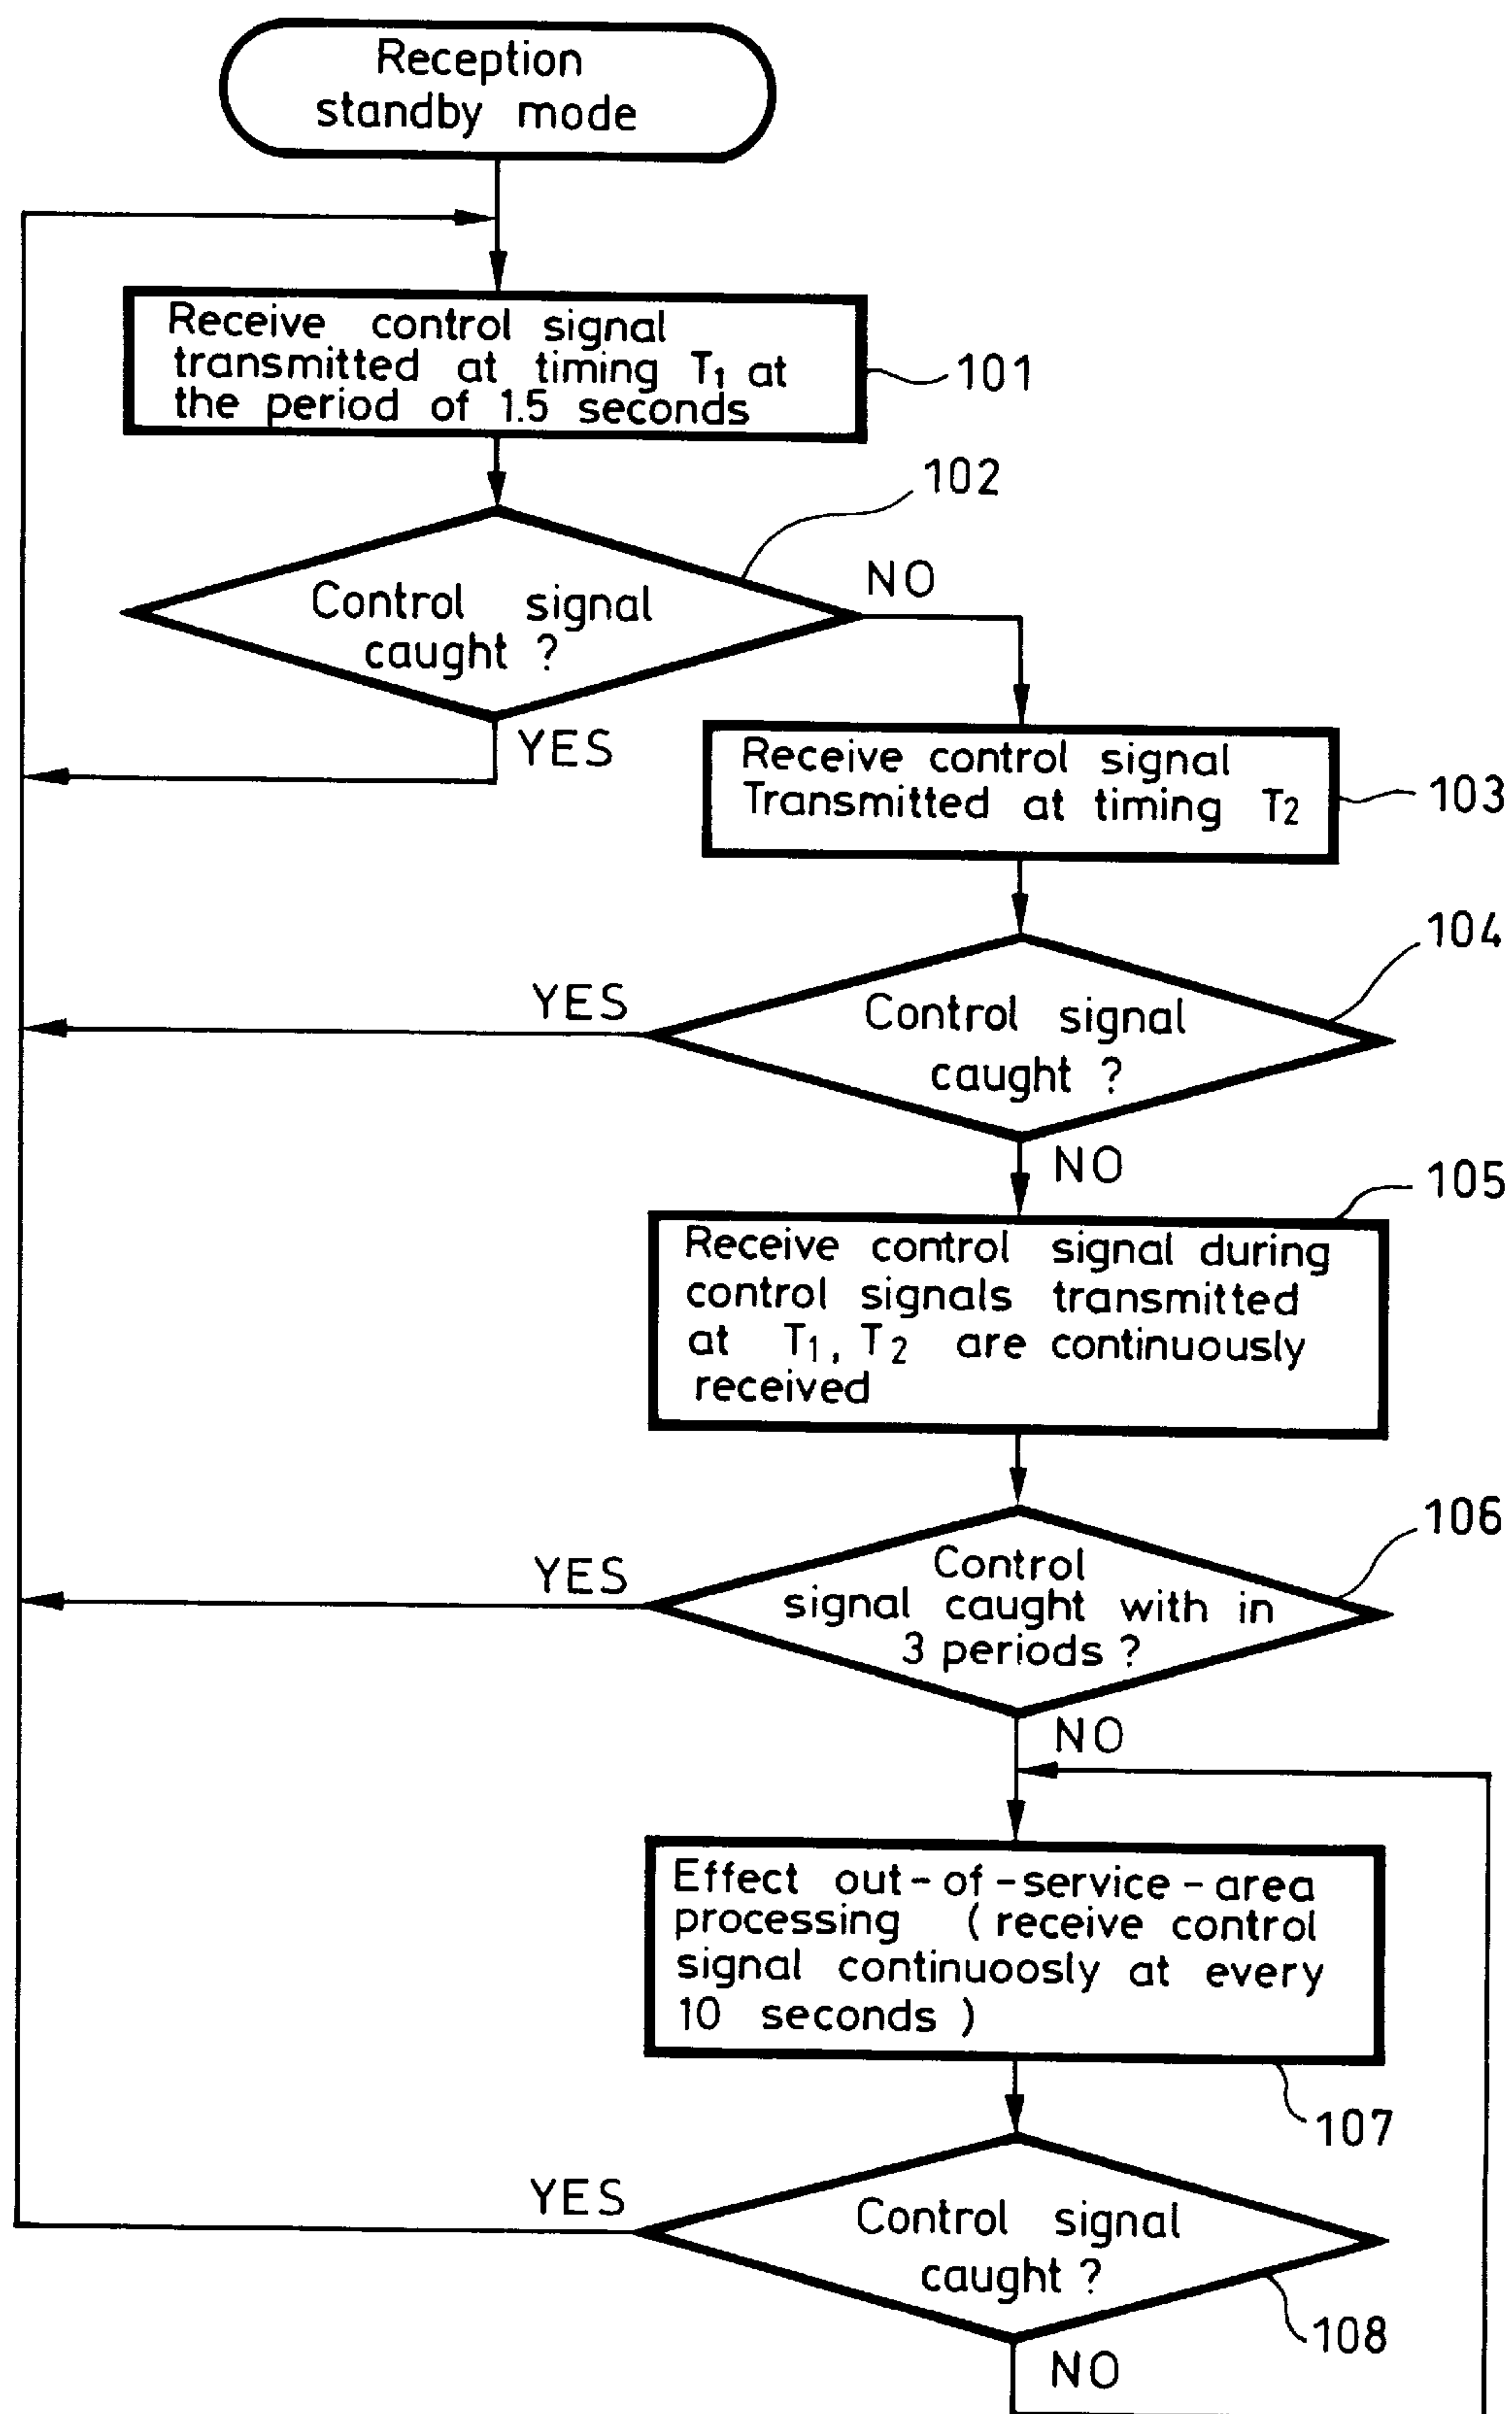 Reception
standby mode
Receive control signal
transmitted at timing T₁ at
the period of 1.5 seconds
101
102
Control signal
caught ?
NO
YES
Receive control signal
Transmitted at timing T₂
103
104
Control signal
caught ?
YES
NO
105
Receive control signal during
control signals transmitted
at T₁, T₂ are continuously
received
106
Control
signal caught with in
3 periods ?
YES
NO
Effect out-of-service-area
processing (receive control
signal continuoosly at every
10 seconds)
107
Control signal
caught ?
YES
108
NO